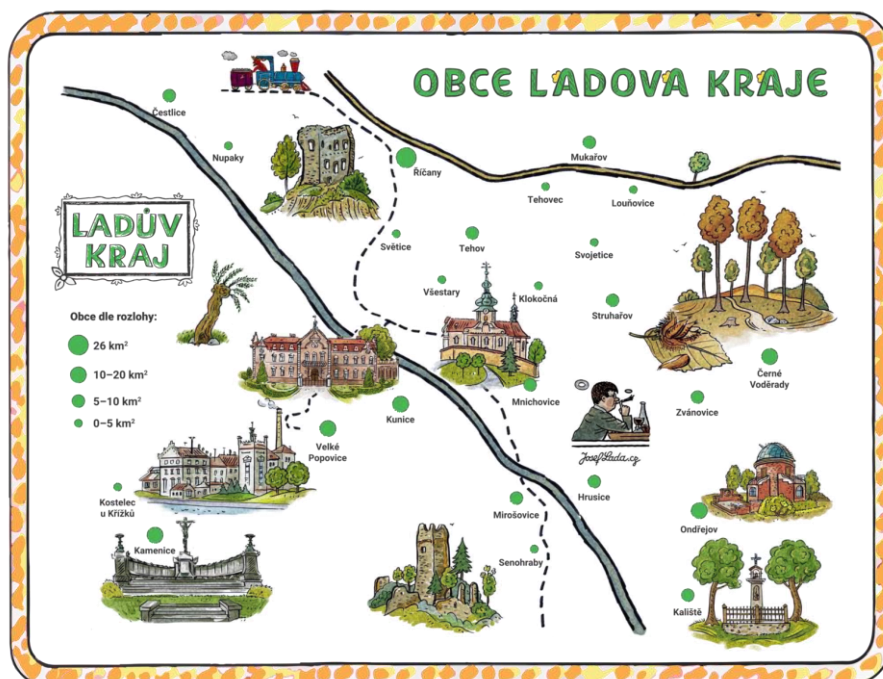 OBCE LADOVA KRAJE
Čestlice
Nupaky
Říčany
Mukařov
Tehovec
Louňovice
LADŮV
KRAJ
Světice
Tehov
Svojetice
Všestary
Klokočná
Struhařov
Obce dle rozlohy:
26 km²
10–20 km²
5–10 km²
0–5 km²
Černé
Voděrady
Mnichovice
Zvánovice
Kunice
Velké
Popovice
JosefLada.cz
Kostelec
u Křížků
Hrusice
Mirošovice
Ondřejov
Kamenice
Senohraby
Kaliště